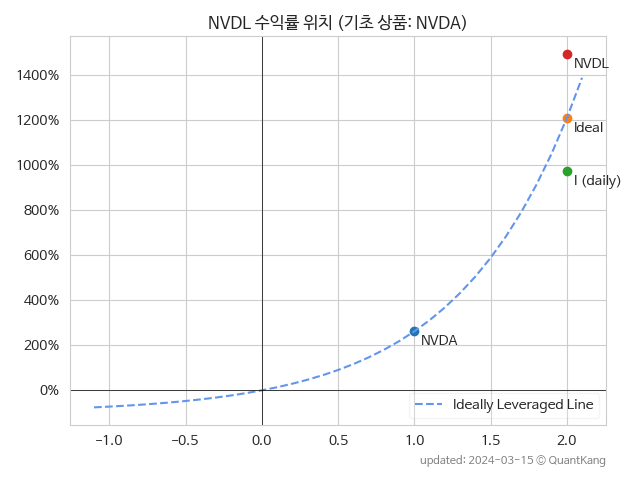 NVDL 수익률 위치 (기초 상품: NVDA)
1400%
1200%
1000%
800%
600%
400%
200%
0%
NVDL
Ideal
I (daily)
NVDA
Ideally Leveraged Line
−1.0 −0.5 0.0 0.5 1.0 1.5 2.0
updated: 2024-03-15 © QuantKang